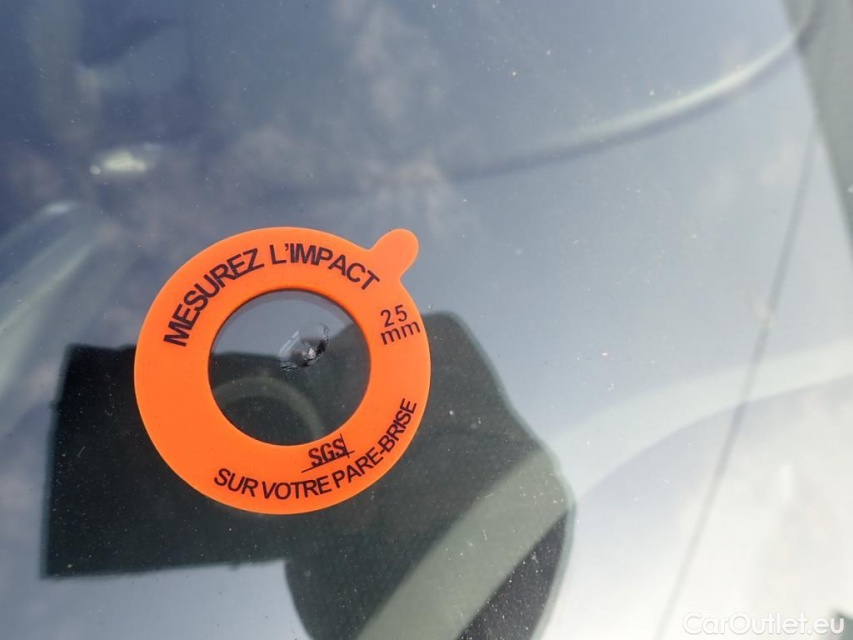 MESUREZ L'IMPACT
25
mm
SGS
SUR VOTRE PARE-BRISE
CarOutlet.eu